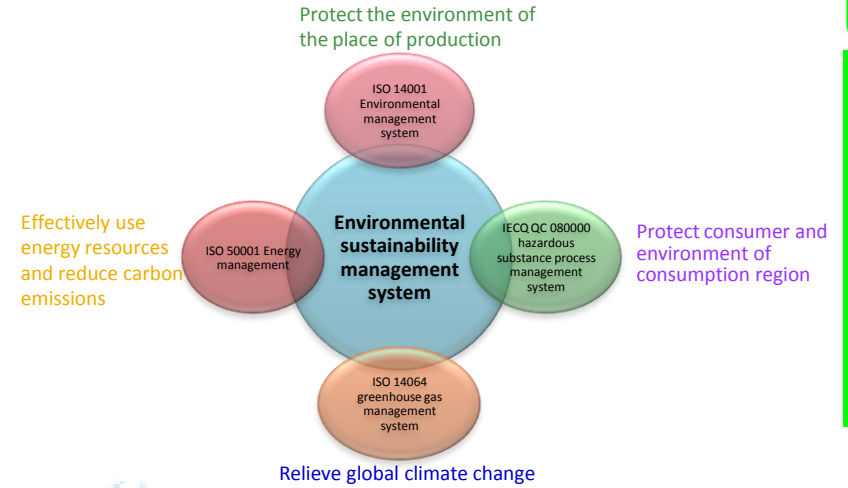 Protect the environment of
the place of production
ISO 14001
Environmental
management
system
Effectively use
energy resources
and reduce carbon
emissions
ISO 50001 Energy
management
Environmental
sustainability
management
system
IECQ QC 080000
hazardous
substance process
management
system
Protect consumer and
environment of
consumption region
ISO 14064
greenhouse gas
management
system
Relieve global climate change